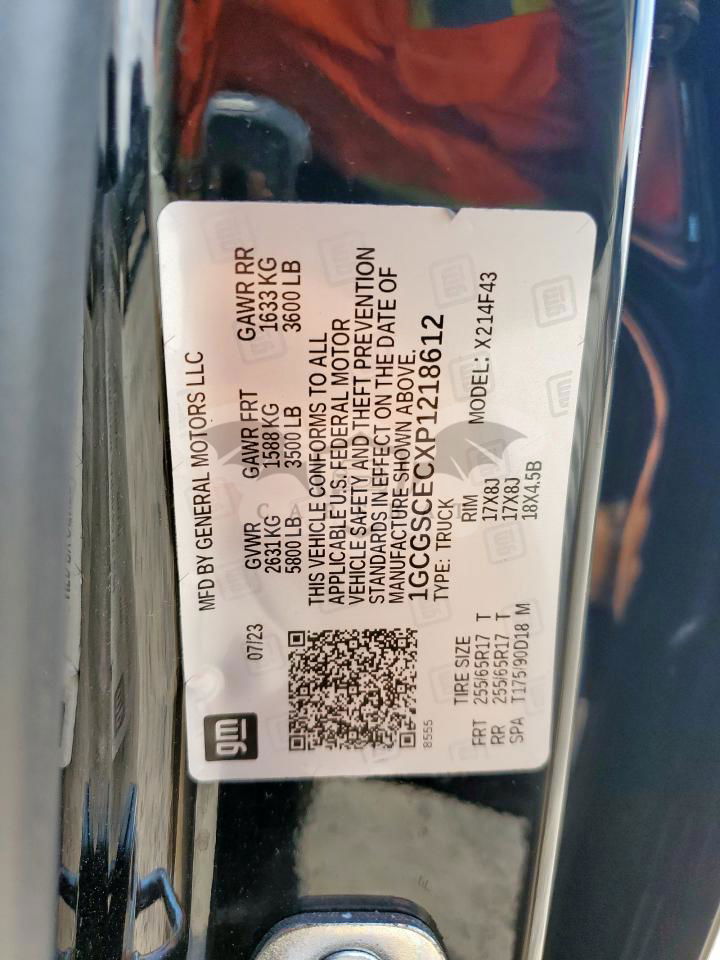 MFD BY GENERAL MOTORS LLC
07/23
GVWR GAWR FRT GAWR RR
2631 KG 1588 KG 1633 KG
5800 LB 3500 LB 3600 LB
THIS VEHICLE CONFORMS TO ALL
APPLICABLE U.S. FEDERAL MOTOR
VEHICLE SAFETY AND THEFT PREVENTION
STANDARDS IN EFFECT ON THE DATE OF
MANUFACTURE SHOWN ABOVE.
1GCGSCECXP1218612
TYPE: TRUCK
gm
8555
TIRE SIZE RIM MODEL: X214F43
FRT 255/65R17 T 17X8J
RR 255/65R17 T 17X8J
SPA T175/90D18 M 18X4.5B